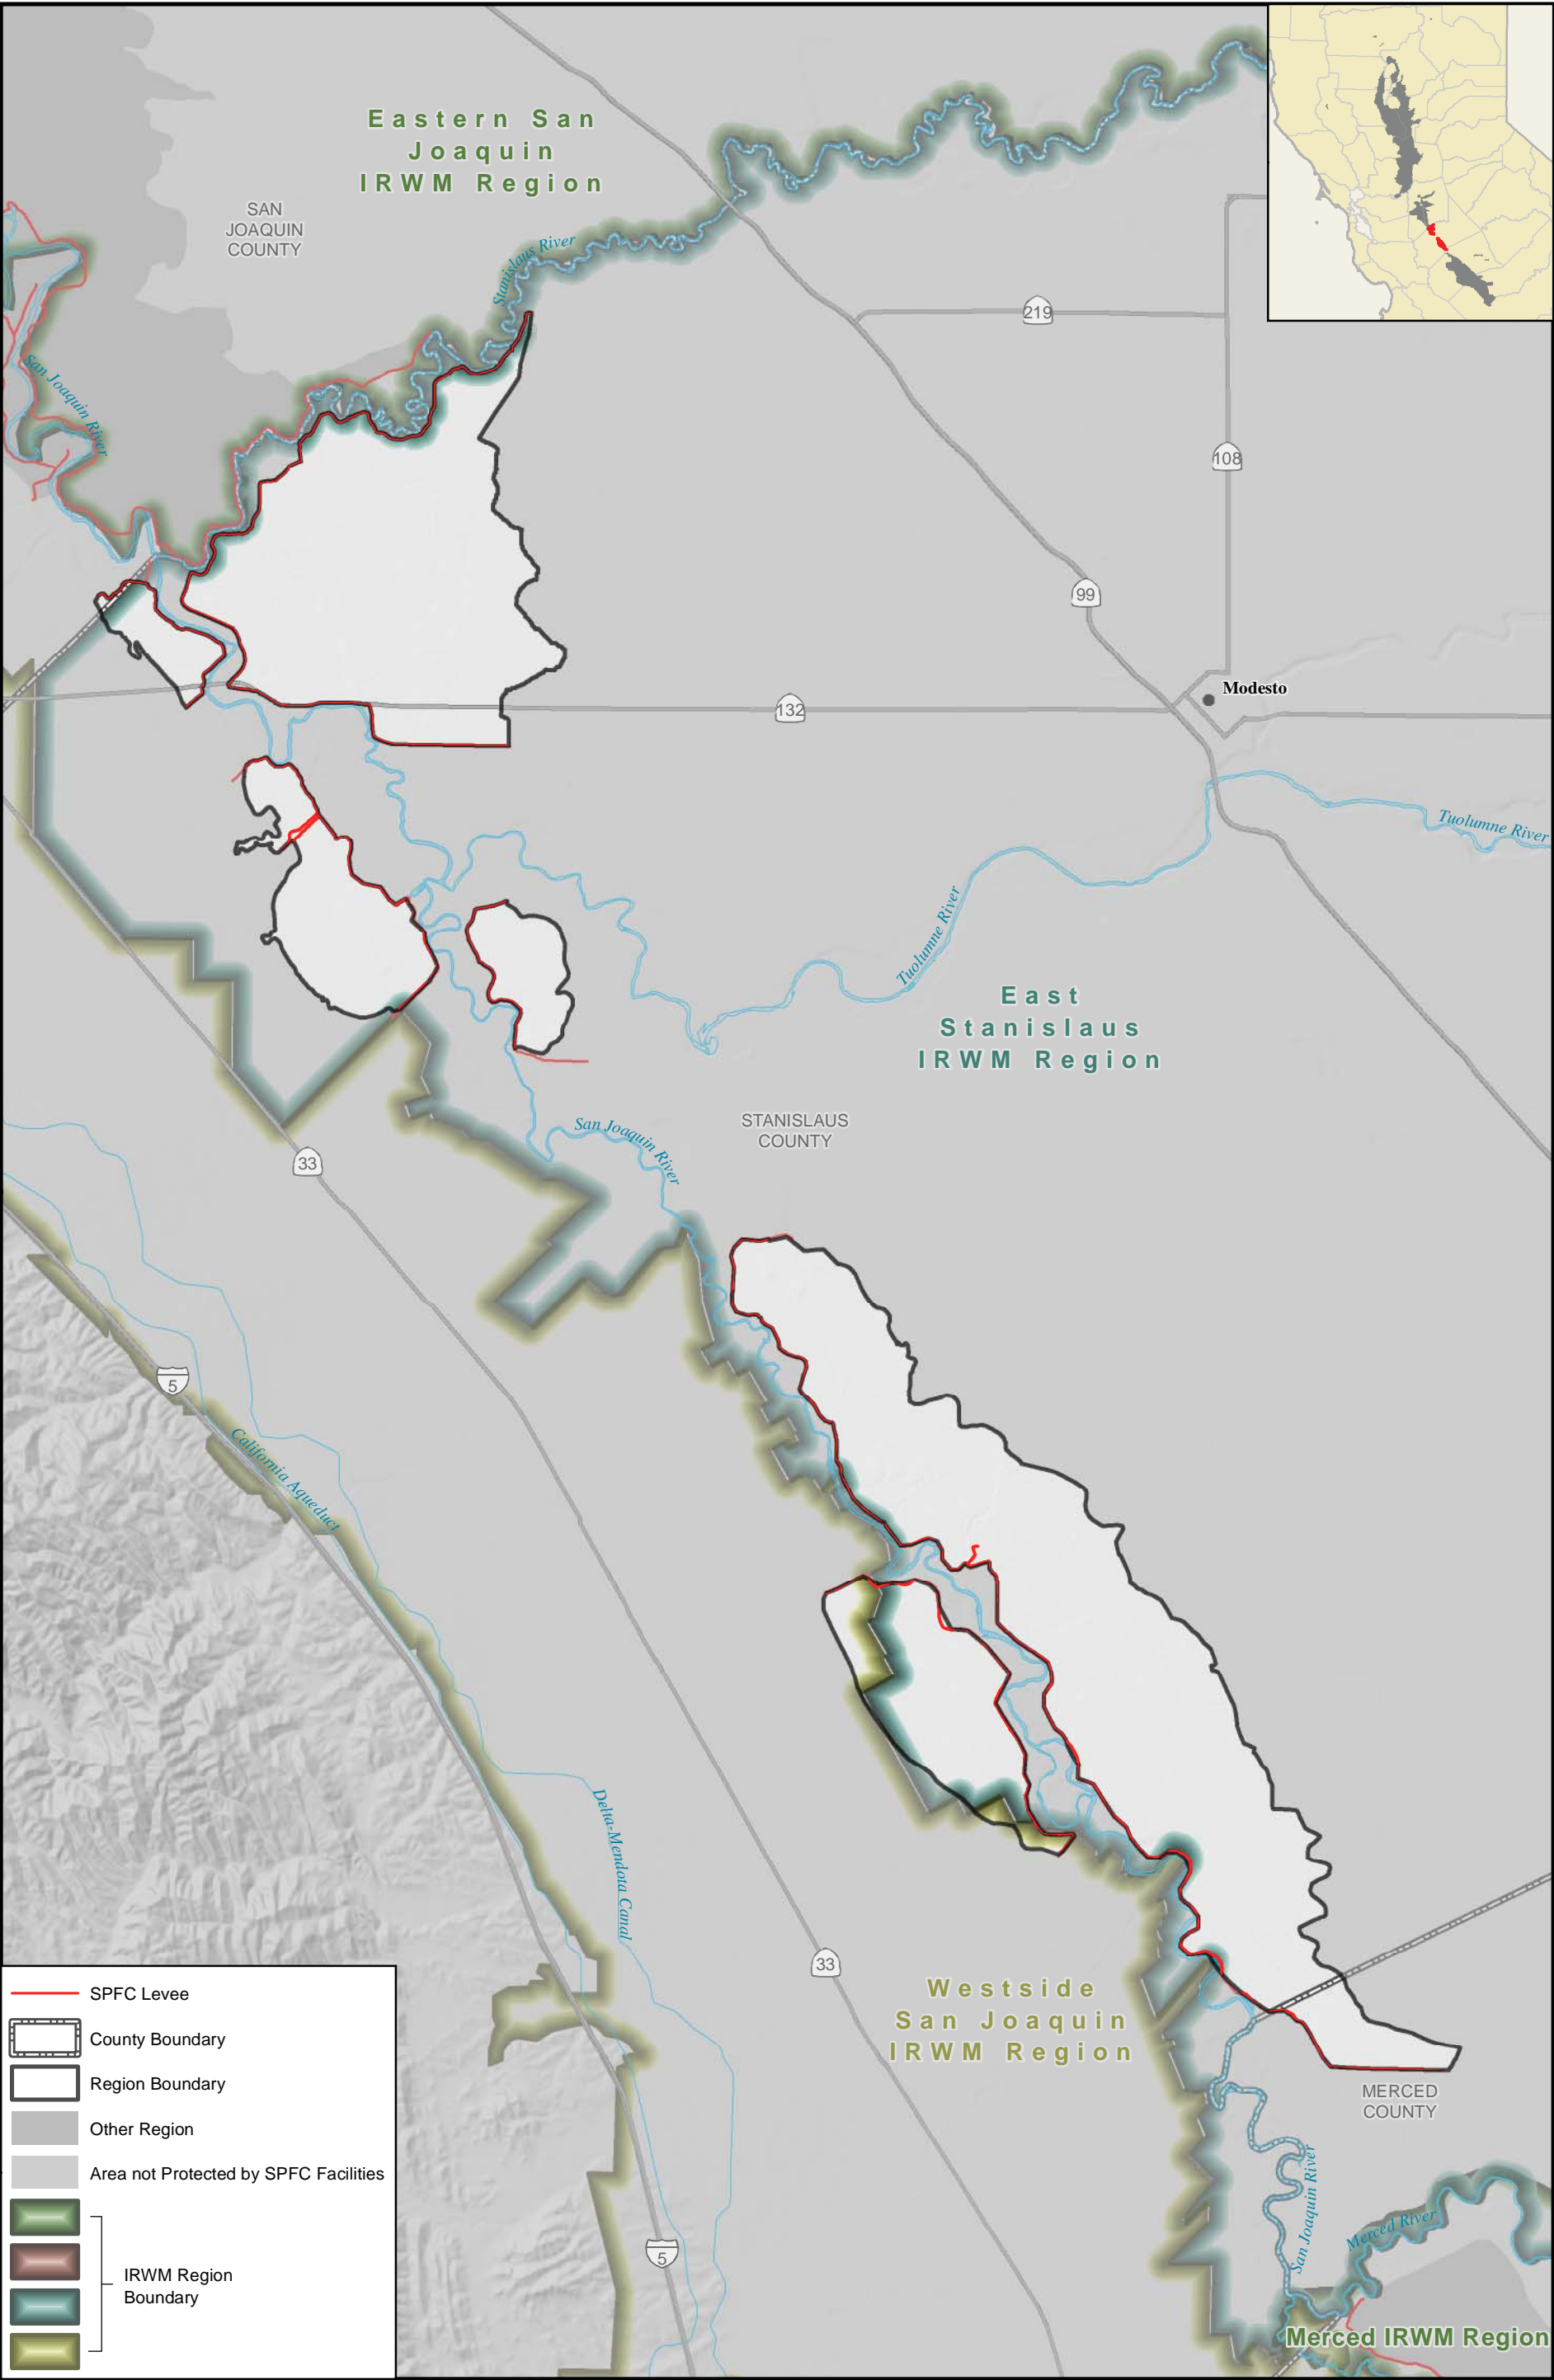 Eastern San
Joaquin
IRWM Region
SAN
JOAQUIN
COUNTY
Stanislaus River
219
San Joaquin River
108
99
Modesto
132
Tuolumne River
Tuolumne River
East
Stanislaus
IRWM Region
STANISLAUS
COUNTY
San Joaquin River
33
5
California Aqueduct
Delta-Mendota Canal
33
Westside
San Joaquin
IRWM Region
MERCED
COUNTY
San Joaquin River
Merced River
5
Merced IRWM Region
SPFC Levee
County Boundary
Region Boundary
Other Region
Area not Protected by SPFC Facilities
IRWM Region
Boundary